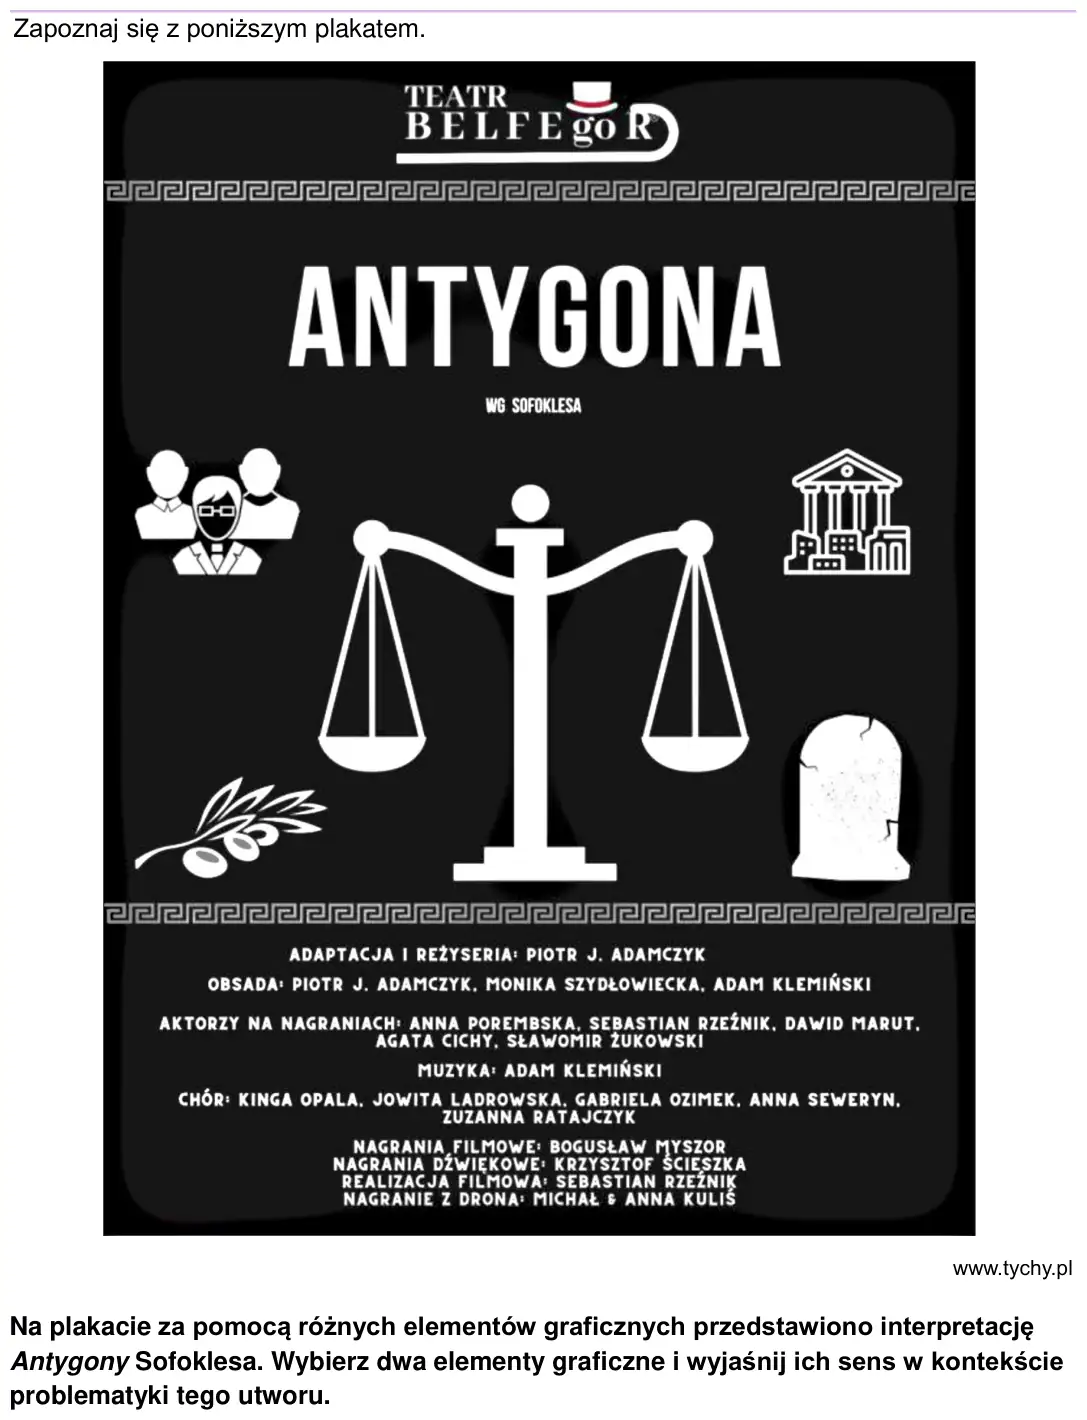 Zapoznaj się z poniższym plakatem.
TEATR
BELFEgoR®
ANTYGONA
WG SOFOKLESA
ADAPTACJA I REŻYSERIA: PIOTR J. ADAMCZYK
OBSADA: PIOTR J. ADAMCZYK, MONIKA SZYDŁOWIECKA, ADAM KLEMIŃSKI
AKTORZY NA NAGRANIACH: ANNA POREMBSKA, SEBASTIAN RZEŹNIK, DAWID MARUT,
AGATA CICHY, SŁAWOMIR ŻUKOWSKI
MUZYKA: ADAM KLEMIŃSKI
CHÓR: KINGA OPALA, JOWITA LADROWSKA, GABRIELA OZIMEK, ANNA SEWERYN,
ZUZANNA RATAJCZYK
NAGRANIA FILMOWE: BOGUSŁAW MYSZOR
NAGRANIA DŹWIĘKOWE: KRZYSZTOF ŚCIESZKA
REALIZACJA FILMOWA: SEBASTIAN RZEŹNIK
NAGRANIE Z DRONA: MICHAŁ & ANNA KULIŚ
www.tychy.pl
Na plakacie za pomocą różnych elementów graficznych przedstawiono interpretację
Antygony Sofoklesa. Wybierz dwa elementy graficzne i wyjaśnij ich sens w kontekście
problematyki tego utworu.